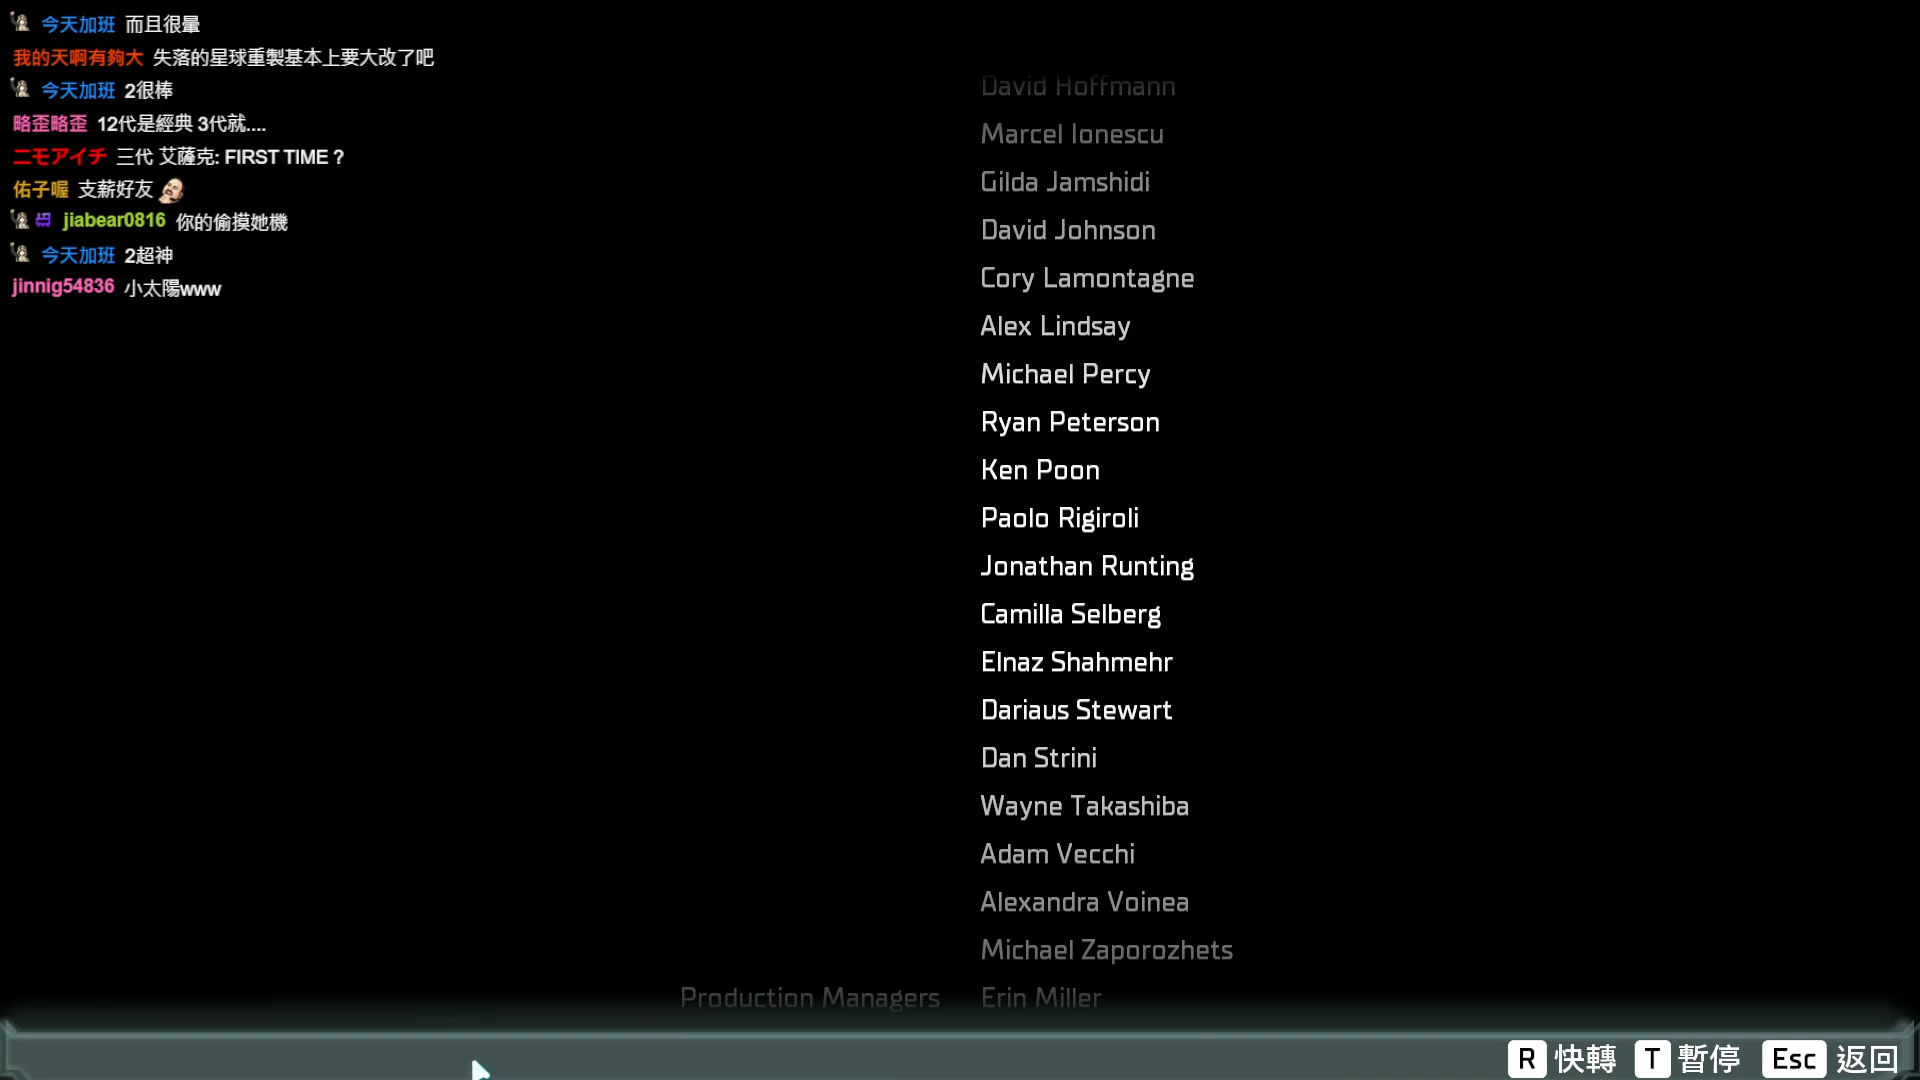 今天加班 而且很暈
我的天啊有夠大 失落的星球重製基本上要大改了吧
今天加班 2很棒
略歪略歪 12代是經典 3代就....
二モアイチ 三代 艾薩克: FIRST TIME ?
佑子喔 支薪好友
jiabear0816 你的偷摸她機
今天加班 2超神
jinnig54836 小太陽www
David Hoffmann
Marcel Ionescu
Gilda Jamshidi
David Johnson
Cory Lamontagne
Alex Lindsay
Michael Percy
Ryan Peterson
Ken Poon
Paolo Rigiroli
Jonathan Runting
Camilla Selberg
Elnaz Shahmehr
Dariaus Stewart
Dan Strini
Wayne Takashiba
Adam Vecchi
Alexandra Voinea
Michael Zaporozhets
Production Managers Erin Miller
R 快轉 T 暫停 Esc 返回